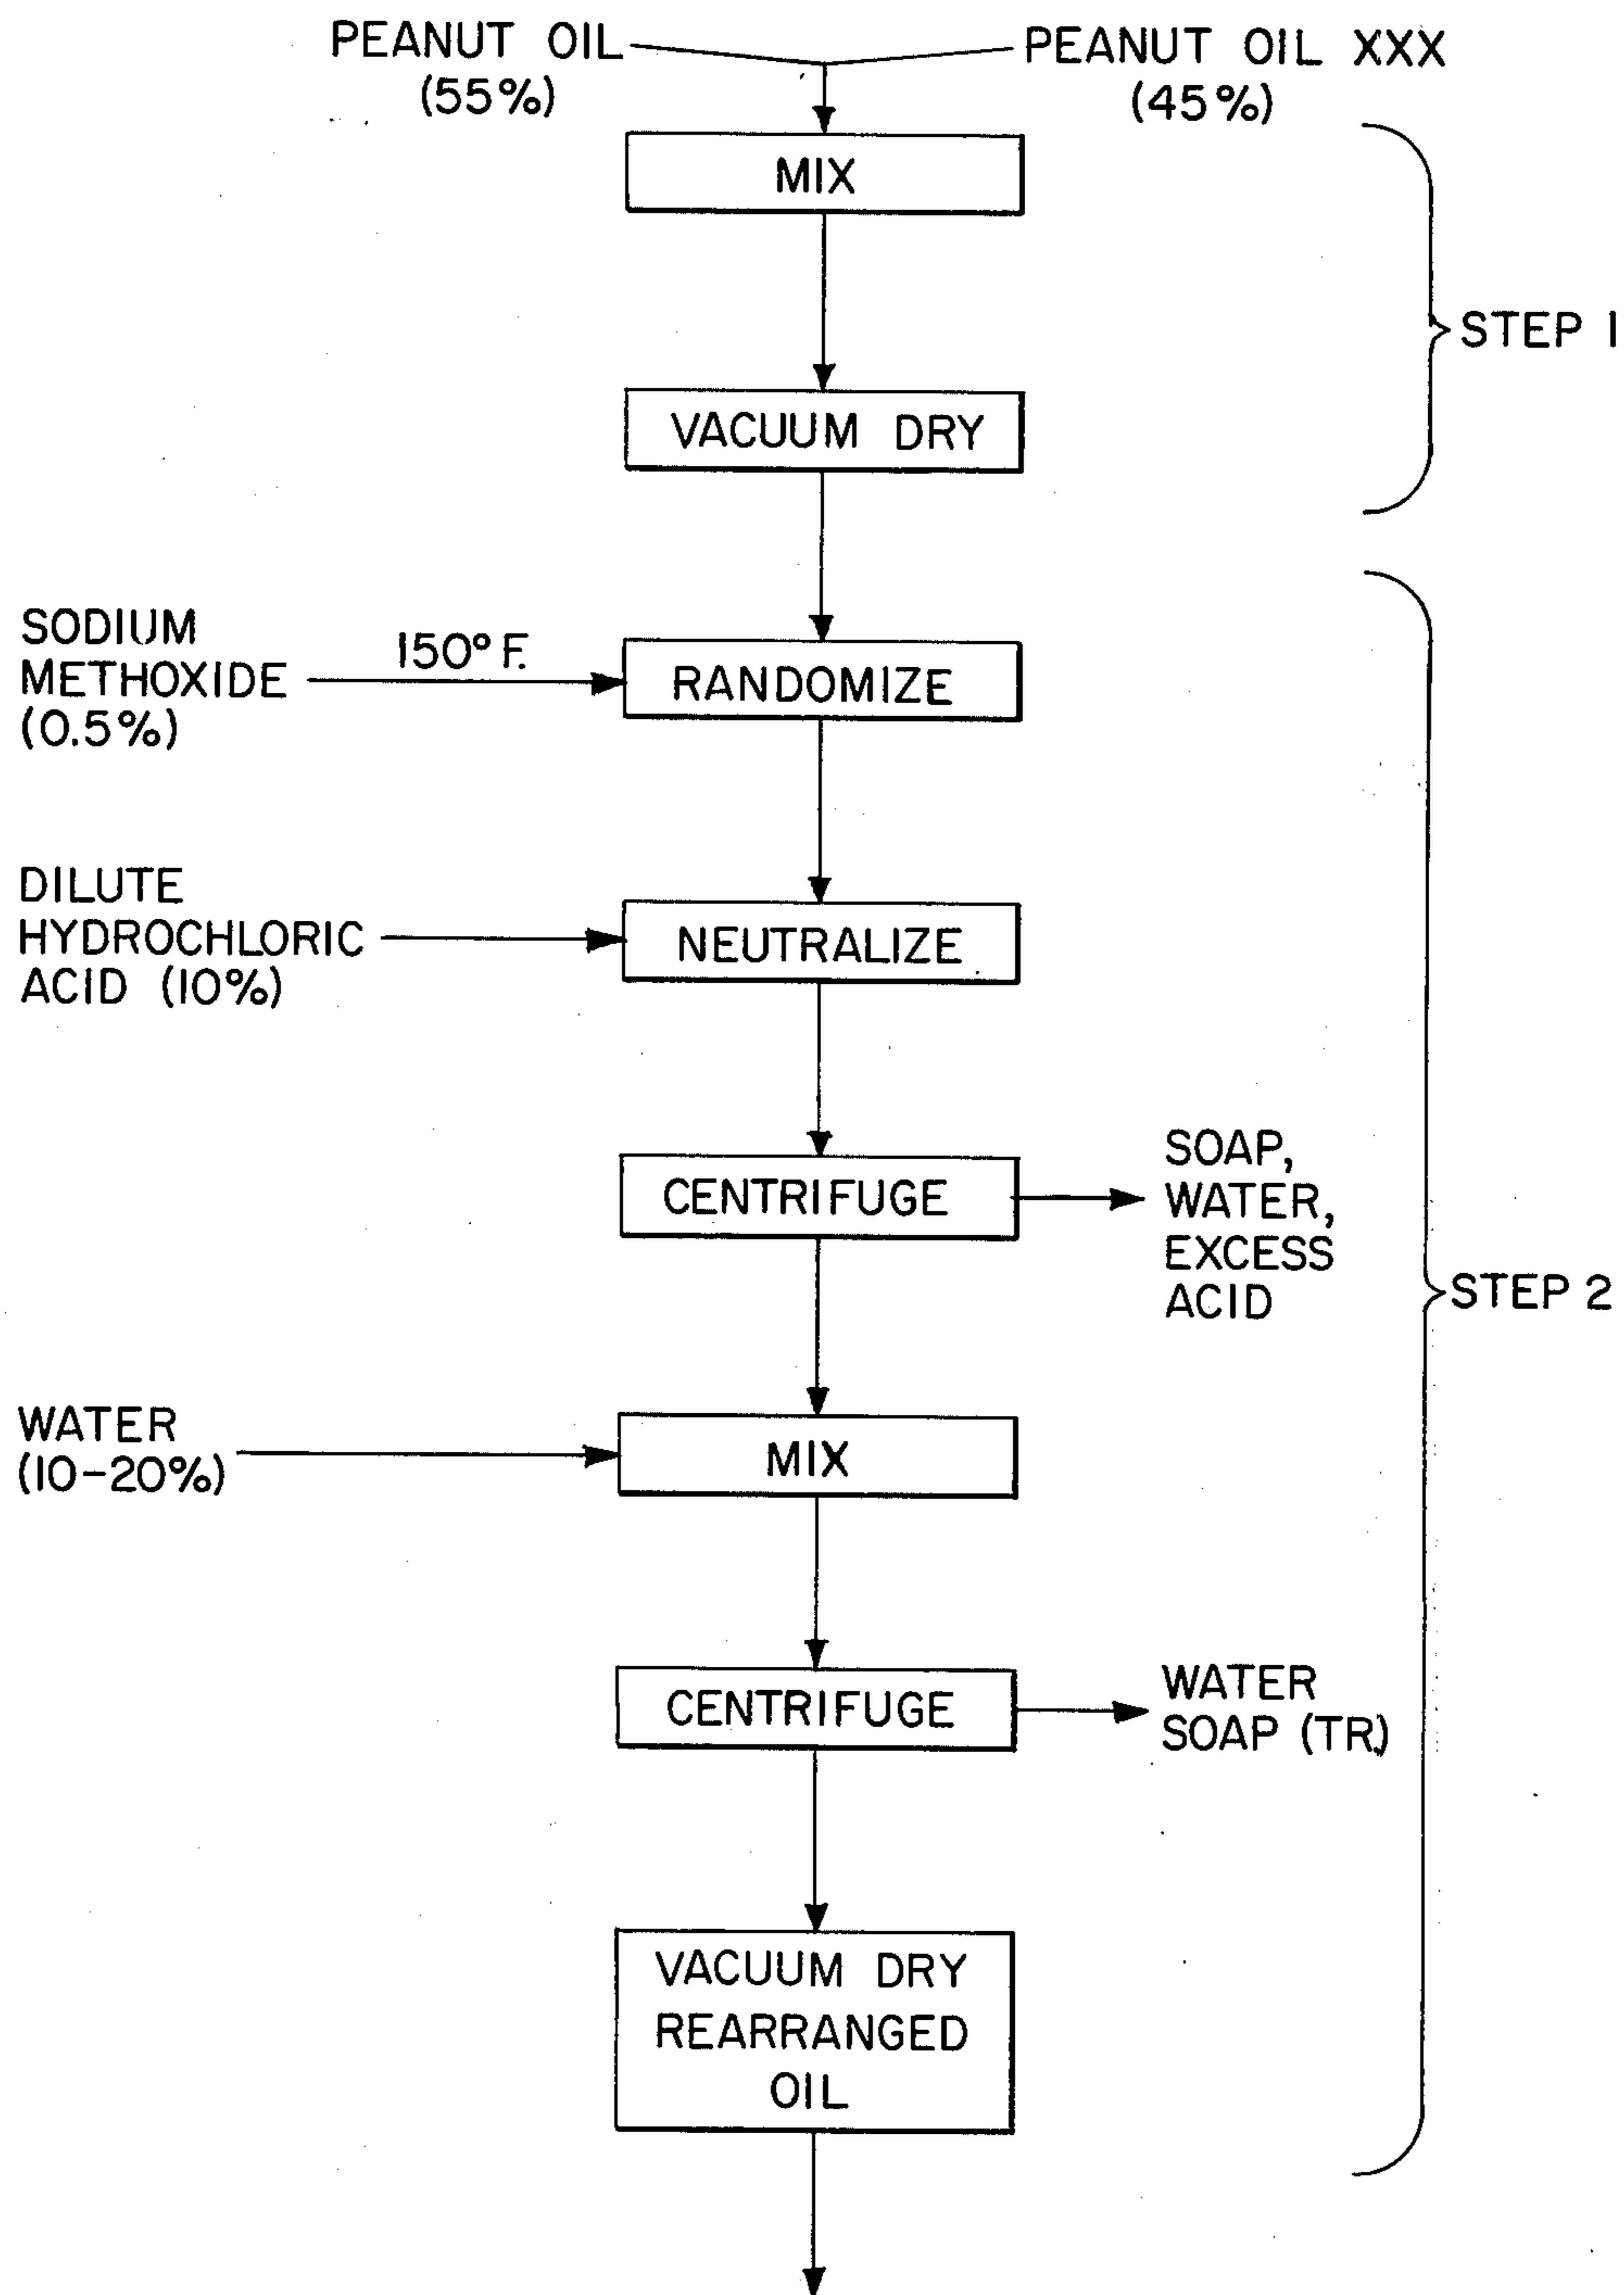 PEANUT OIL
(55%)
PEANUT OIL XXX
(45%)
MIX
STEP 1
VACUUM DRY
SODIUM
METHOXIDE
(0.5%)
150°F.
RANDOMIZE
DILUTE
HYDROCHLORIC
ACID (10%)
NEUTRALIZE
CENTRIFUGE
SOAP,
WATER,
EXCESS
ACID
STEP 2
WATER
(10-20%)
MIX
CENTRIFUGE
WATER
SOAP (TR.)
VACUUM DRY
REARRANGED
OIL